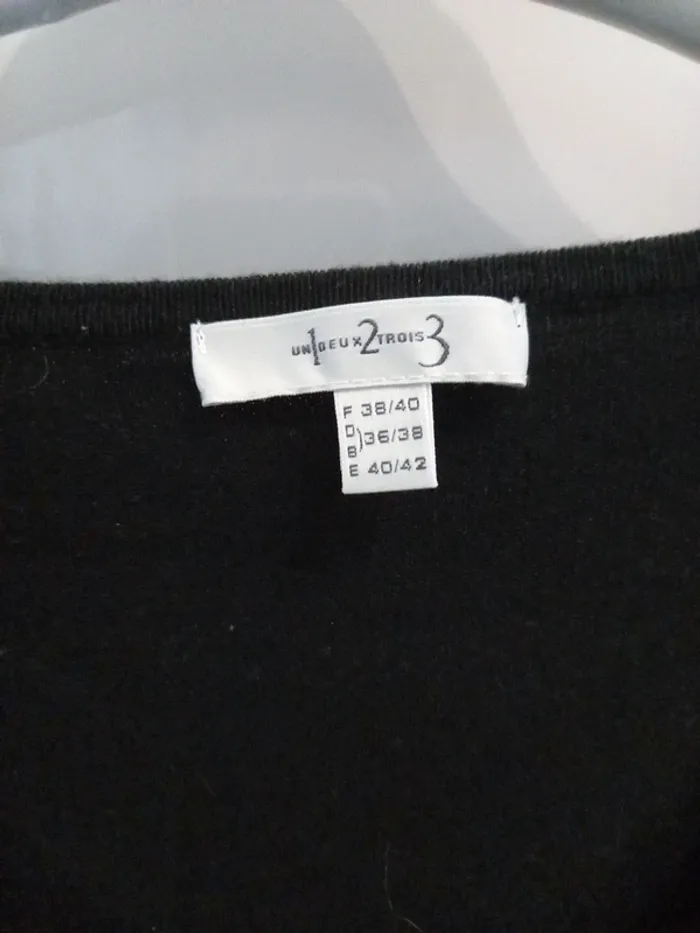 UN1DEUX2TROIS3
F 38/40
D
B)36/38
E 40/42